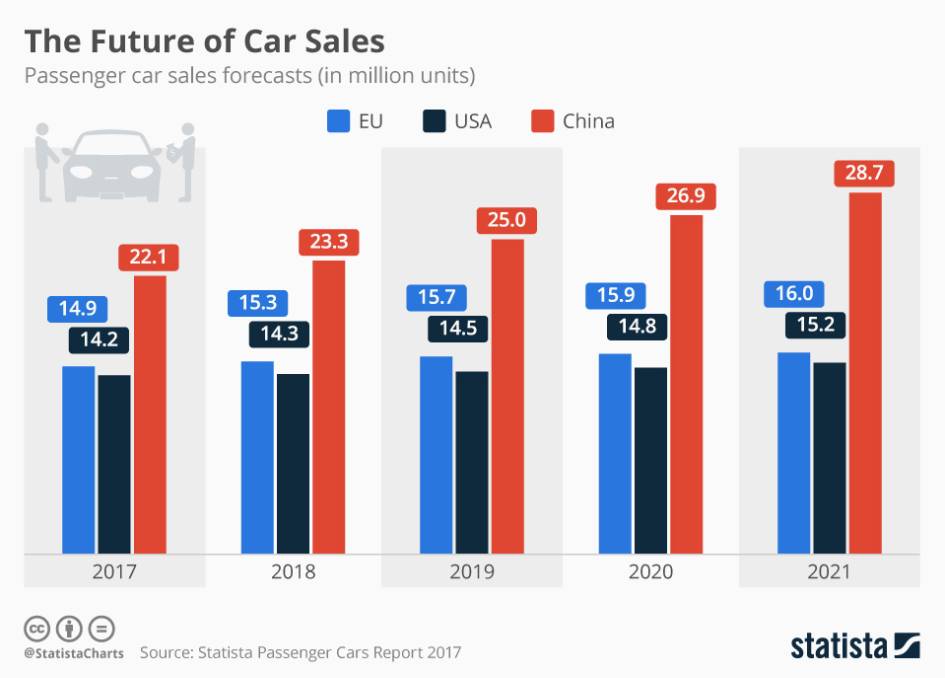 The Future of Car Sales
Passenger car sales forecasts (in million units)
EU USA China
14.9 14.2 22.1
15.3 14.3 23.3
15.7 14.5 25.0
15.9 14.8 26.9
16.0 15.2 28.7
2017 2018 2019 2020 2021
cc =
@StatistaCharts Source: Statista Passenger Cars Report 2017
statista